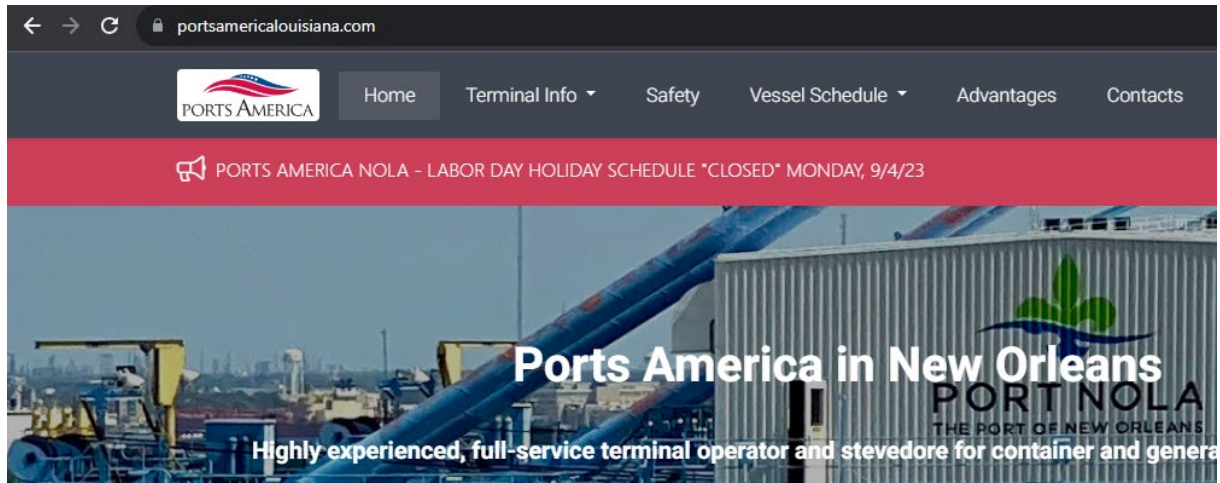 portsamericalouisiana.com
PORTS AMERICA
Home
Terminal Info
Safety
Vessel Schedule
Advantages
Contacts
PORTS AMERICA NOLA - LABOR DAY HOLIDAY SCHEDULE "CLOSED" MONDAY, 9/4/23
Ports America in New Orleans
PORT NOLA
THE PORT OF NEW ORLEANS
Highly experienced, full-service terminal operator and stevedore for container and genera